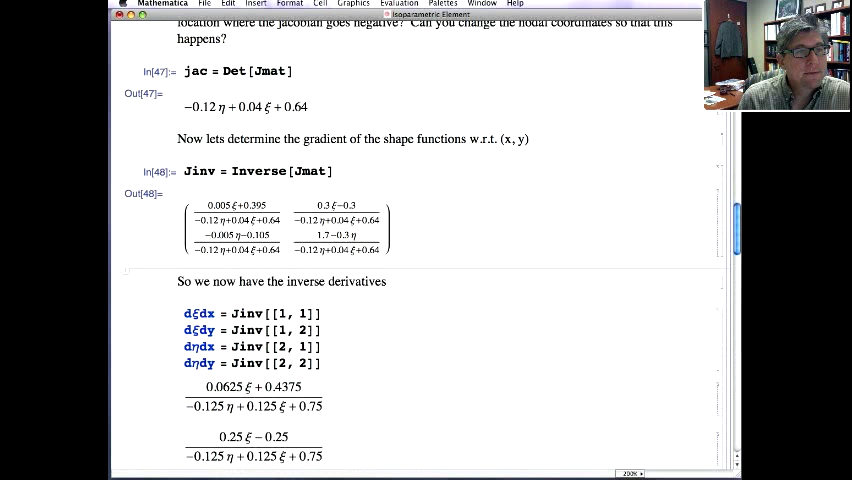 Mathematica File Edit Insert Format Cell Graphics Evaluation Palettes Window Help
Isoparametric Element
location where the jacobian goes negative? Can you change the nodal coordinates so that this
happens?
In[47]:= jac = Det[Jmat]
Out[47]=
-0.12 η + 0.04 ξ + 0.64
Now lets determine the gradient of the shape functions w.r.t. (x, y)
In[48]:= Jinv = Inverse[Jmat]
Out[48]=
0.005 ξ+0.395 0.3 ξ-0.3
-0.12 η+0.04 ξ+0.64 -0.12 η+0.04 ξ+0.64
-0.005 η-0.105 1.7-0.3 η
-0.12 η+0.04 ξ+0.64 -0.12 η+0.04 ξ+0.64
So we now have the inverse derivatives
dξdx = Jinv[[1, 1]]
dξdy = Jinv[[1, 2]]
dηdx = Jinv[[2, 1]]
dηdy = Jinv[[2, 2]]
0.0625 ξ + 0.4375
-0.125 η + 0.125 ξ + 0.75
0.25 ξ - 0.25
-0.125 η + 0.125 ξ + 0.75
200%